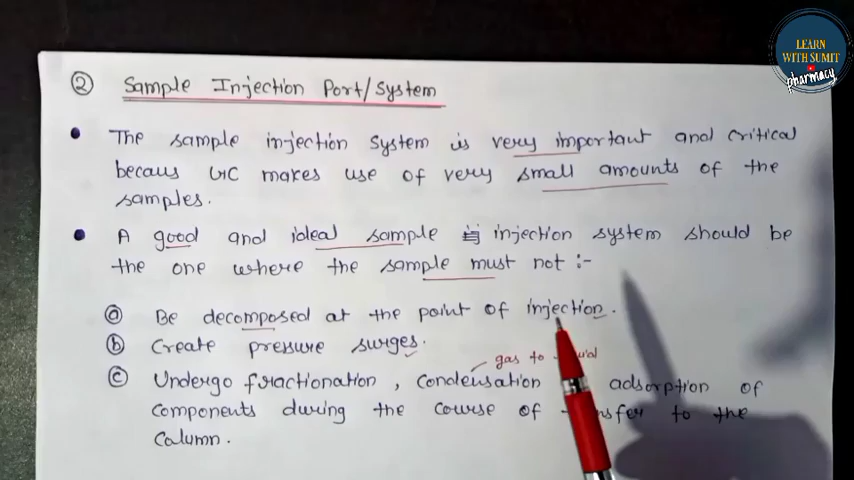 ② Sample Injection Port/System
• The sample injection system is very important and critical
becaus GC makes use of very small amounts of the
samples.
• A good and ideal sample injection system should be
the one where the sample must not :-
ⓐ Be decomposed at the point of injection.
ⓑ Create pressure surges.
gas to
ⓒ Undergo fractionation, condensation adsorption of
components during the course of to the
column.
LEARN
WITH SUMIT
pharmacy